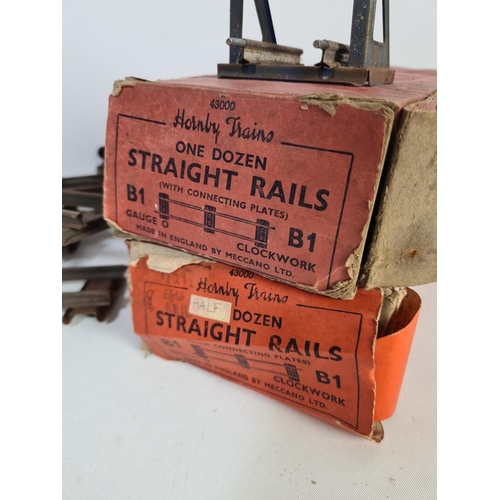 43000
Hornby Trains
ONE DOZEN
STRAIGHT RAILS
(WITH CONNECTING PLATES)
B1 B1
GAUGE O CLOCKWORK
MADE IN ENGLAND BY MECCANO LTD.
43000
Hornby Trains
HALF DOZEN
STRAIGHT RAILS
CONNECTING PLATES)
B1
CLOCKWORK
ENGLAND BY MECCANO LTD.